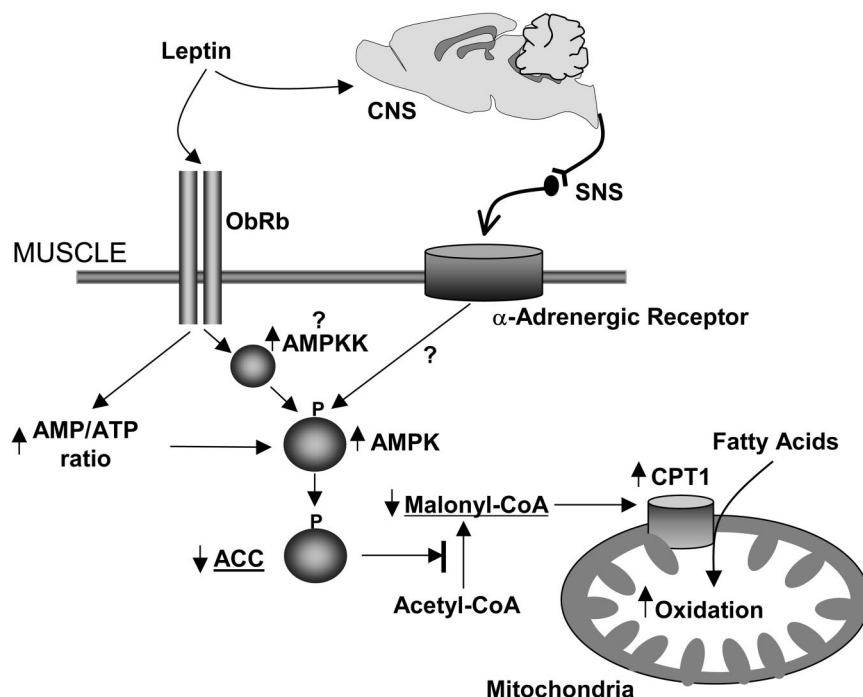 Leptin
CNS
SNS
ObRb
MUSCLE
α-Adrenergic Receptor
?
AMPKK
?
P
AMP/ATP
ratio
AMPK
Fatty Acids
CPT1
Malonyl-CoA
P
ACC
Acetyl-CoA
Oxidation
Mitochondria